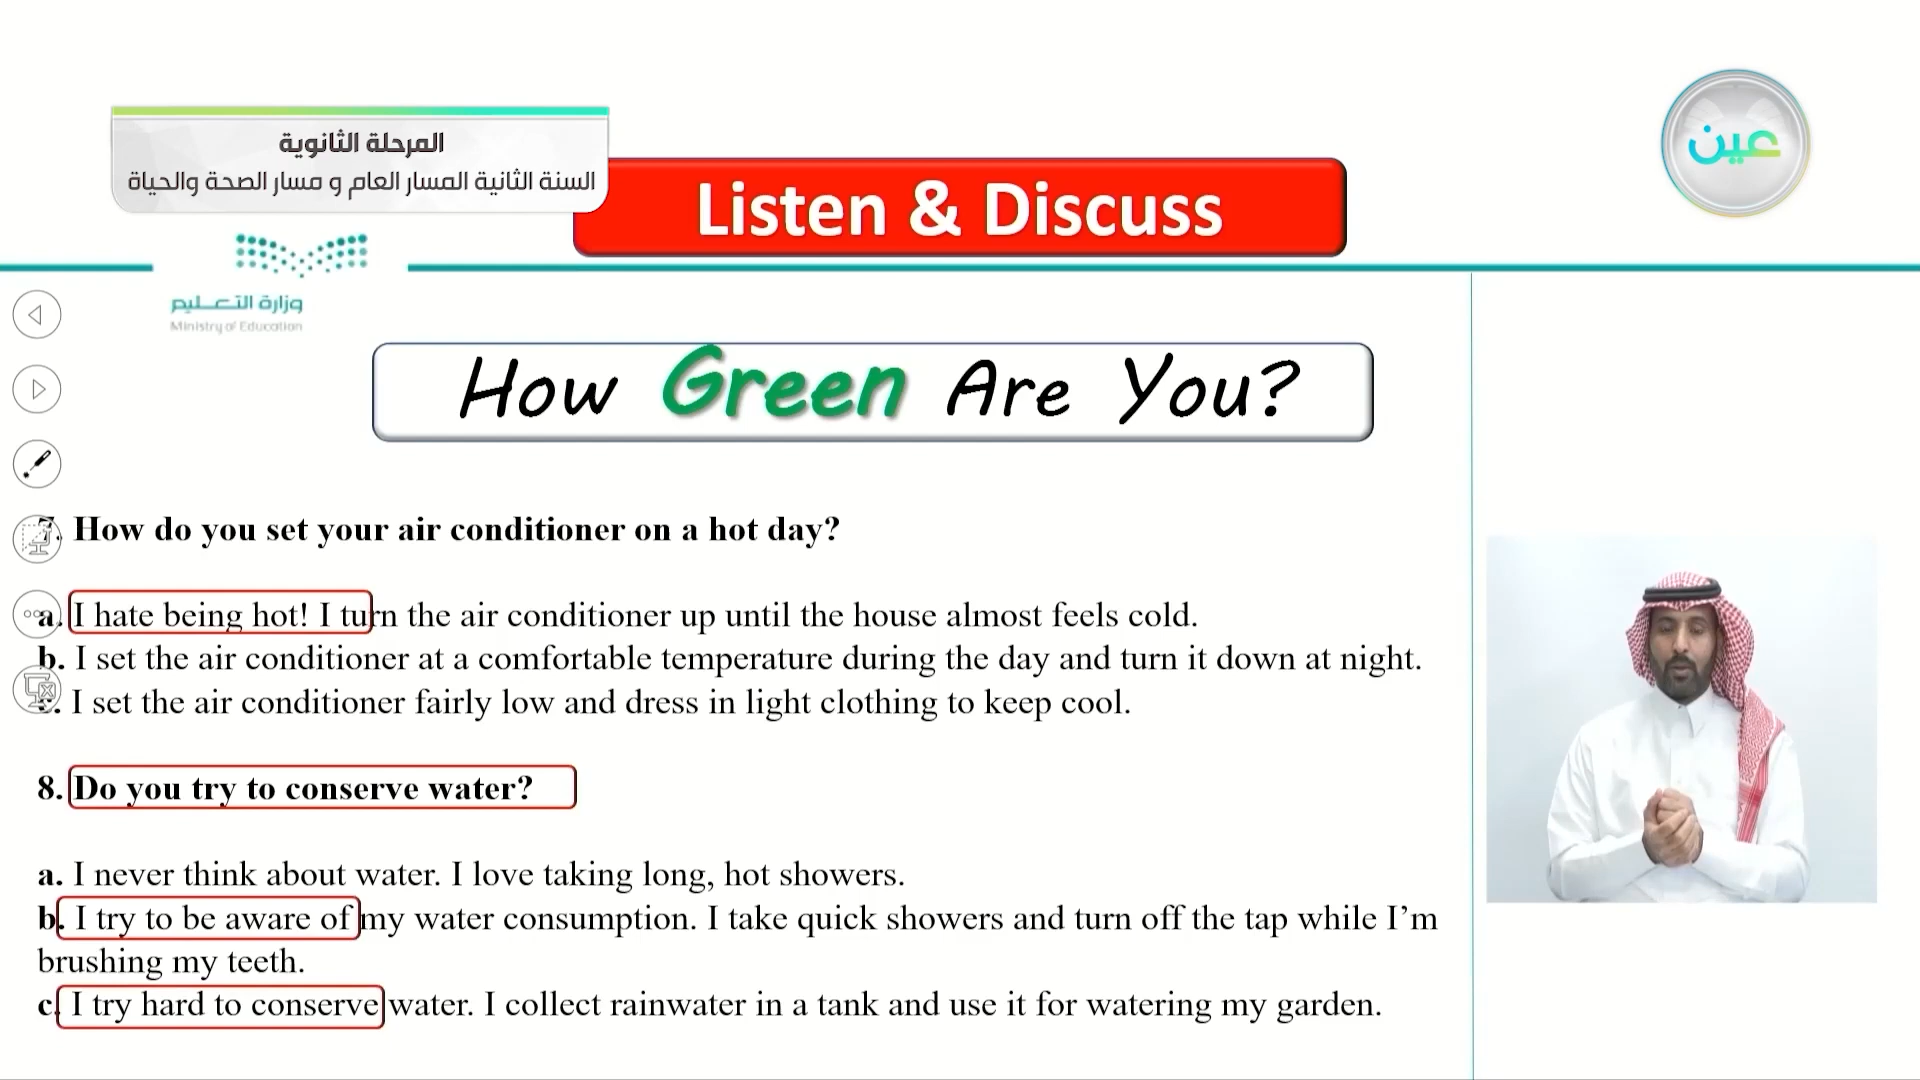 المرحلة الثانوية
السنة الثانية المسار العام و مسار الصحة والحياة
عين
Listen & Discuss
وزارة التعليم
Ministry of Education
How Green Are You?
7. How do you set your air conditioner on a hot day?
a. I hate being hot! I turn the air conditioner up until the house almost feels cold.
b. I set the air conditioner at a comfortable temperature during the day and turn it down at night.
c. I set the air conditioner fairly low and dress in light clothing to keep cool.
8. Do you try to conserve water?
a. I never think about water. I love taking long, hot showers.
b. I try to be aware of my water consumption. I take quick showers and turn off the tap while I’m
brushing my teeth.
c. I try hard to conserve water. I collect rainwater in a tank and use it for watering my garden.